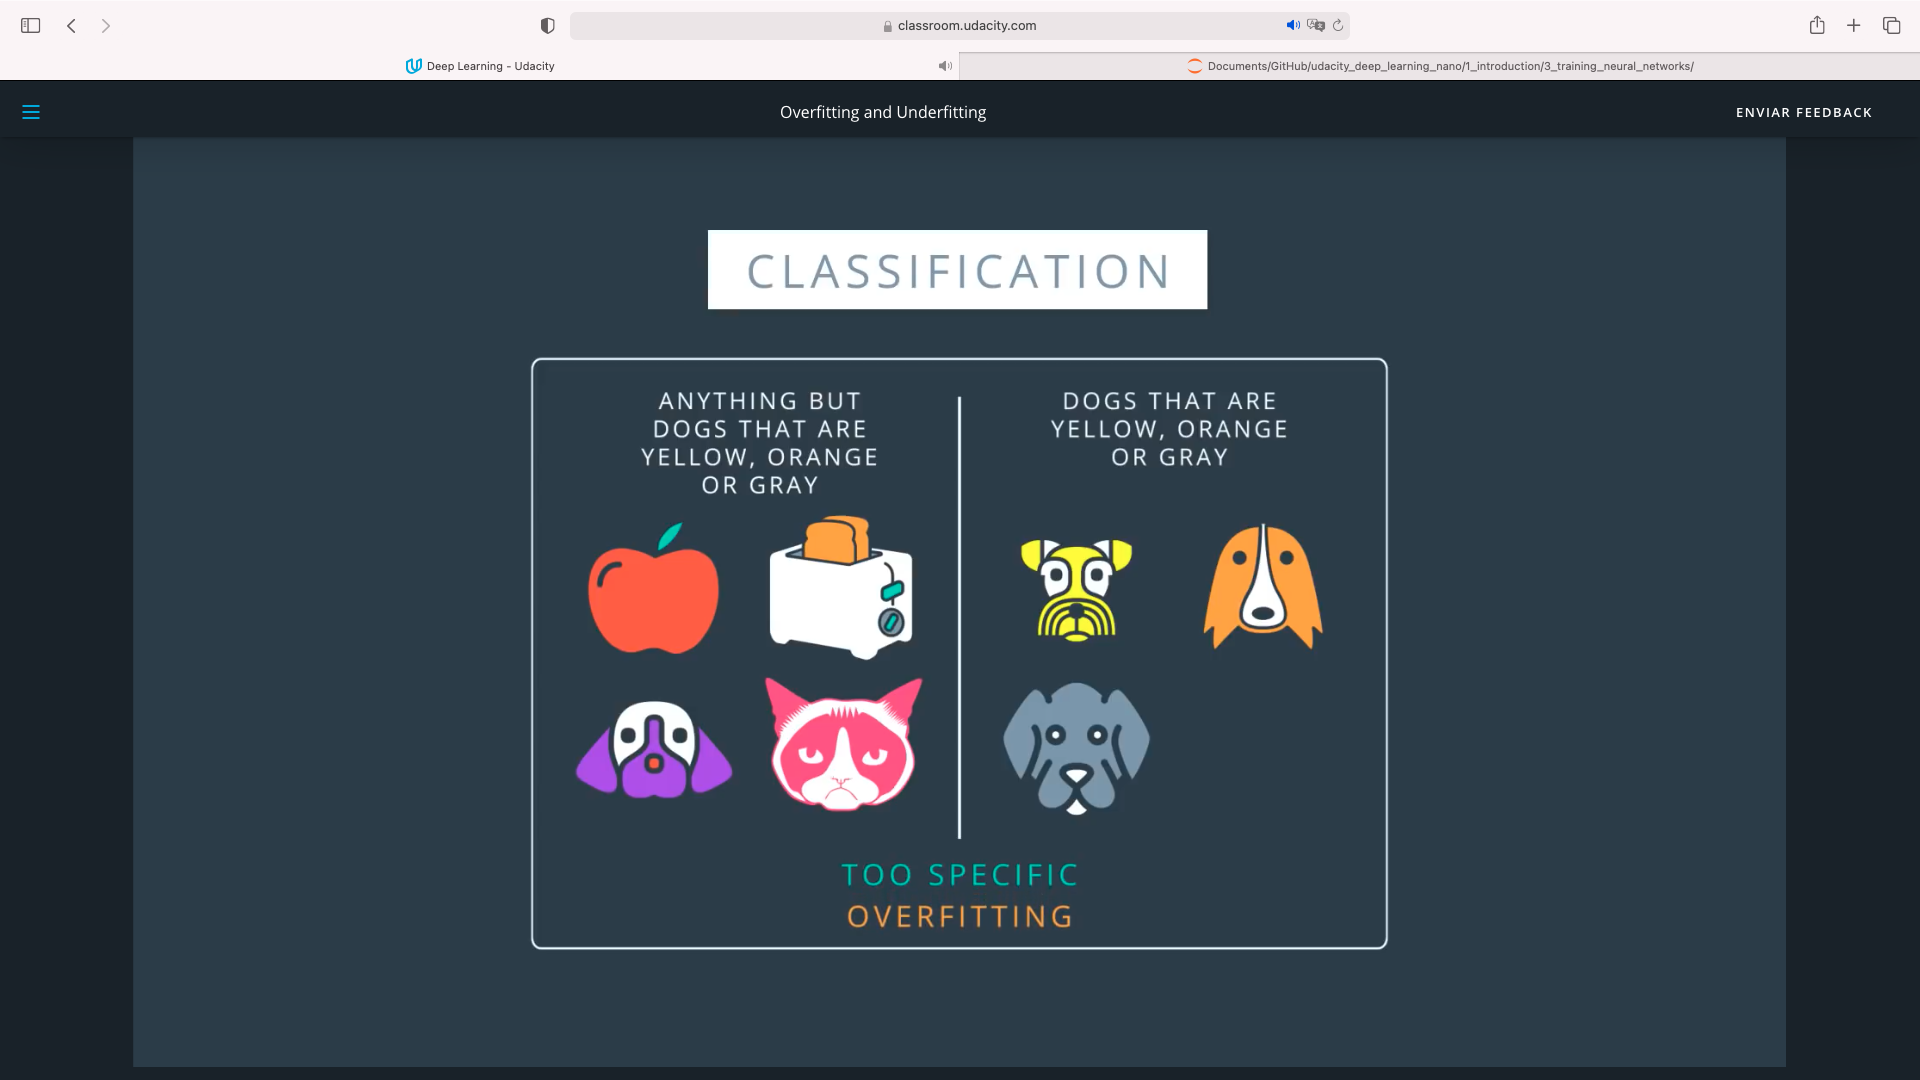 classroom.udacity.com
Deep Learning - Udacity
Documents/GitHub/udacity_deep_learning_nano/1_introduction/3_training_neural_networks/
Overfitting and Underfitting
ENVIAR FEEDBACK
CLASSIFICATION
ANYTHING BUT
DOGS THAT ARE
YELLOW, ORANGE
OR GRAY
DOGS THAT ARE
YELLOW, ORANGE
OR GRAY
TOO SPECIFIC
OVERFITTING